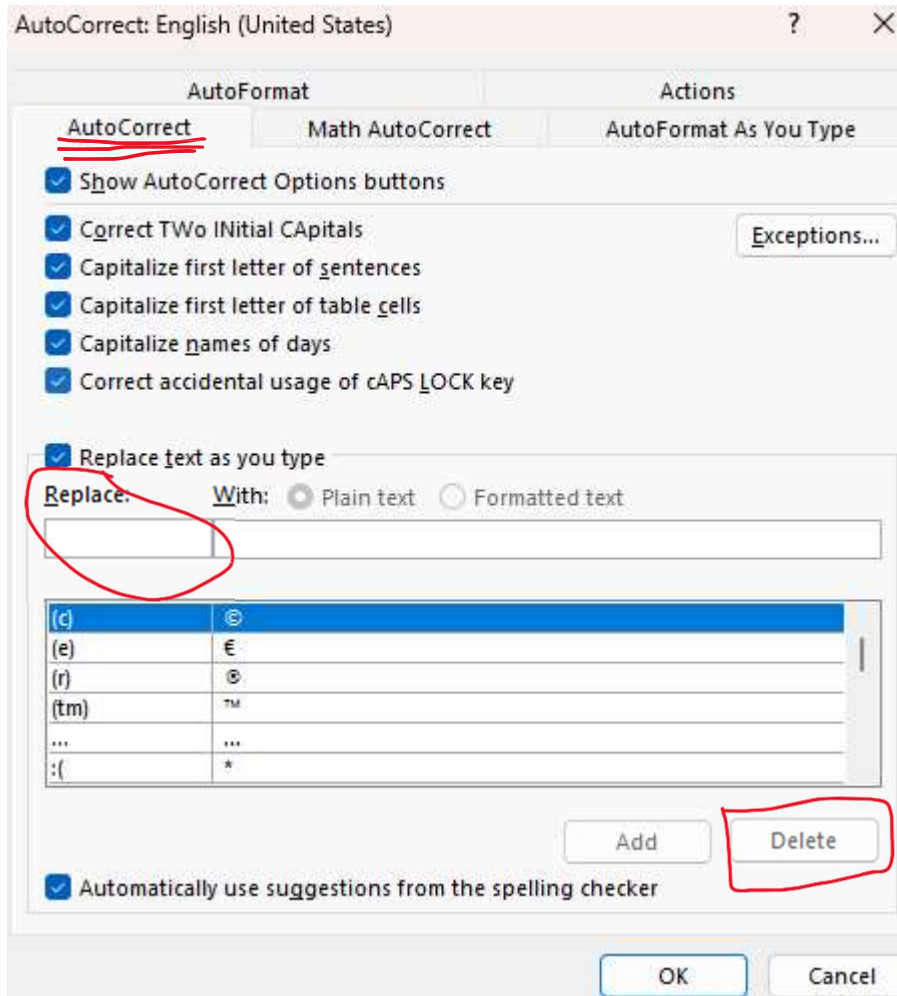 AutoCorrect: English (United States) ? ×
AutoFormat Actions
AutoCorrect Math AutoCorrect AutoFormat As You Type
Show AutoCorrect Options buttons
Correct TWo INitial CApitals Exceptions...
Capitalize first letter of sentences
Capitalize first letter of table cells
Capitalize names of days
Correct accidental usage of cAPS LOCK key
Replace text as you type
Replace: With: Plain text Formatted text
(c) ©
(e) €
(r) ®
(tm) ™
... ...
:( *
Add Delete
Automatically use suggestions from the spelling checker
OK Cancel